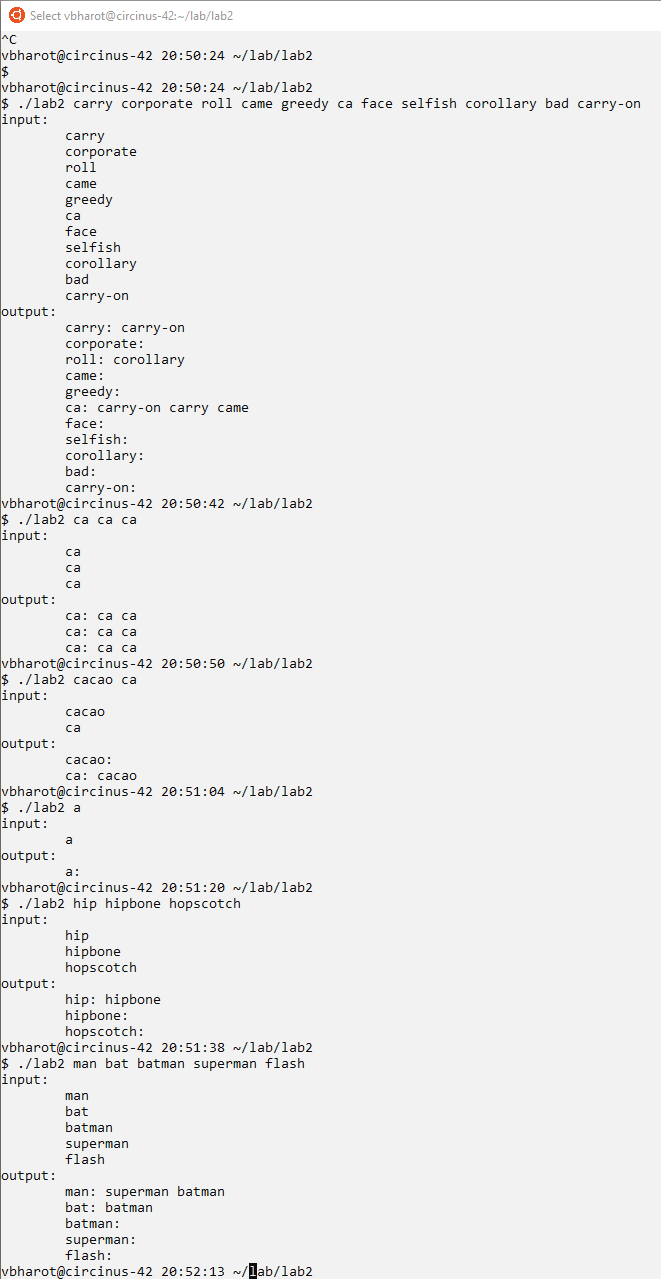 Select vbharot@circinus-42:~/lab/lab2
^C
vbharot@circinus-42 20:50:24 ~/lab/lab2
$
vbharot@circinus-42 20:50:24 ~/lab/lab2
$ ./lab2 carry corporate roll came greedy ca face selfish corollary bad carry-on
input:
        carry
        corporate
        roll
        came
        greedy
        ca
        face
        selfish
        corollary
        bad
        carry-on
output:
        carry: carry-on
        corporate:
        roll: corollary
        came:
        greedy:
        ca: carry-on carry came
        face:
        selfish:
        corollary:
        bad:
        carry-on:
vbharot@circinus-42 20:50:42 ~/lab/lab2
$ ./lab2 ca ca ca
input:
        ca
        ca
        ca
output:
        ca: ca ca
        ca: ca ca
        ca: ca ca
vbharot@circinus-42 20:50:50 ~/lab/lab2
$ ./lab2 cacao ca
input:
        cacao
        ca
output:
        cacao:
        ca: cacao
vbharot@circinus-42 20:51:04 ~/lab/lab2
$ ./lab2 a
input:
        a
output:
        a:
vbharot@circinus-42 20:51:20 ~/lab/lab2
$ ./lab2 hip hipbone hopscotch
input:
        hip
        hipbone
        hopscotch
output:
        hip: hipbone
        hipbone:
        hopscotch:
vbharot@circinus-42 20:51:38 ~/lab/lab2
$ ./lab2 man bat batman superman flash
input:
        man
        bat
        batman
        superman
        flash
output:
        man: superman batman
        bat: batman
        batman:
        superman:
        flash:
vbharot@circinus-42 20:52:13 ~/lab/lab2